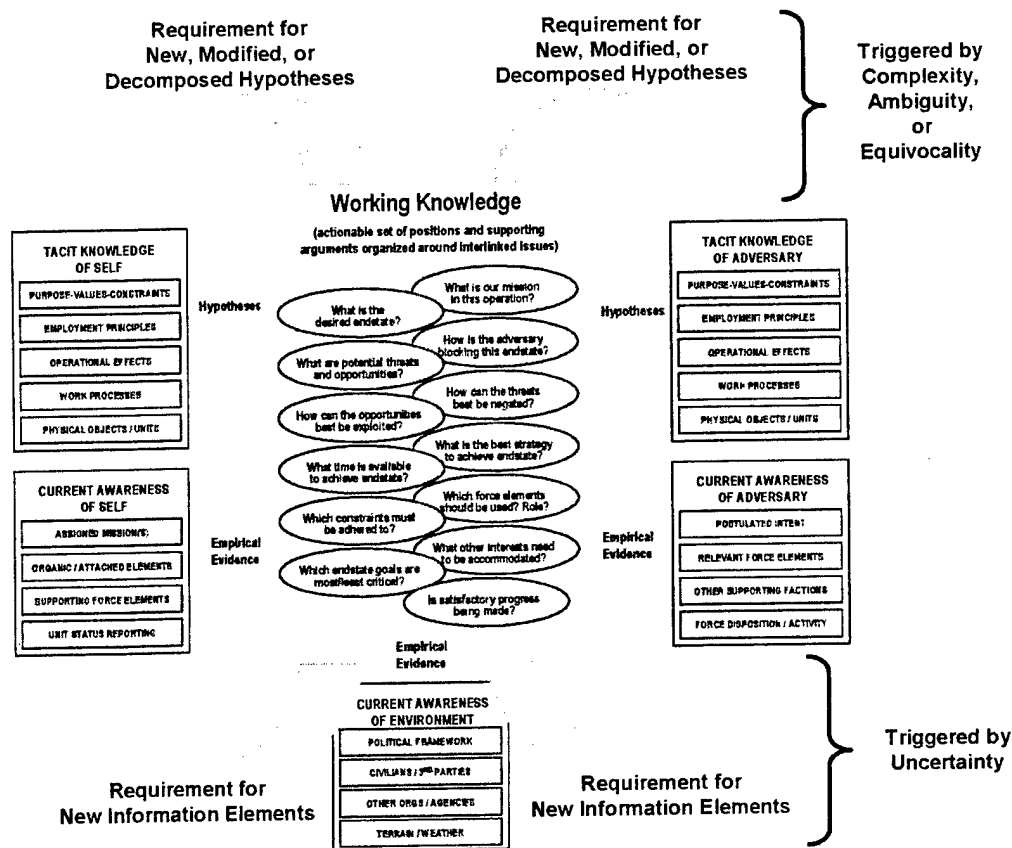 Requirement for
New, Modified, or
Decomposed Hypotheses
Requirement for
New, Modified, or
Decomposed Hypotheses
Triggered by
Complexity,
Ambiguity,
or
Equivocality
Working Knowledge
(actionable set of positions and supporting
arguments organized around interlinked issues)
TACIT KNOWLEDGE
OF SELF
PURPOSE-VALUES-CONSTRAINTS
EMPLOYMENT PRINCIPLES
OPERATIONAL EFFECTS
WORK PROCESSES
PHYSICAL OBJECTS / UNITS
Hypotheses
What is our mission
in this operation?
What is the
desired endstate?
How is the adversary
blocking this endstate?
What are potential threats
and opportunities?
How can the threats
best be negated?
How can the opportunities
best be exploited?
What is the best strategy
to achieve endstate?
What time is available
to achieve endstate?
Which force elements
should be used? Role?
Which constraints must
be adhered to?
What other interests need
to be accommodated?
Which endstate goals are
most/least critical?
Is satisfactory progress
being made?
Hypotheses
TACIT KNOWLEDGE
OF ADVERSARY
PURPOSE-VALUES-CONSTRAINTS
EMPLOYMENT PRINCIPLES
OPERATIONAL EFFECTS
WORK PROCESSES
PHYSICAL OBJECTS / UNITS
CURRENT AWARENESS
OF SELF
ASSIGNED MISSION(S)
ORGANIC / ATTACHED ELEMENTS
SUPPORTING FORCE ELEMENTS
UNIT STATUS REPORTING
Empirical
Evidence
Empirical
Evidence
CURRENT AWARENESS
OF ADVERSARY
POSTULATED INTENT
RELEVANT FORCE ELEMENTS
OTHER SUPPORTING FACTIONS
FORCE DISPOSITION / ACTIVITY
Empirical
Evidence
CURRENT AWARENESS
OF ENVIRONMENT
POLITICAL FRAMEWORK
CIVILIANS / 3RD PARTIES
OTHER ORGS / AGENCIES
TERRAIN / WEATHER
Requirement for
New Information Elements
Requirement for
New Information Elements
Triggered by
Uncertainty